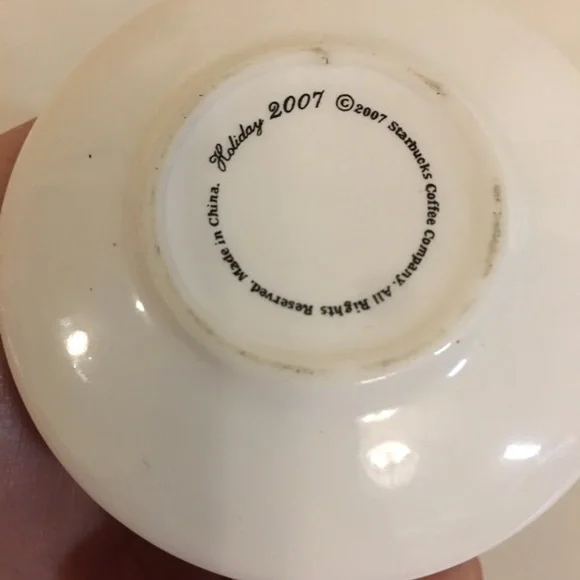 Holiday 2007 ©2007 Starbucks Coffee Company. All Rights Reserved. Made in China.